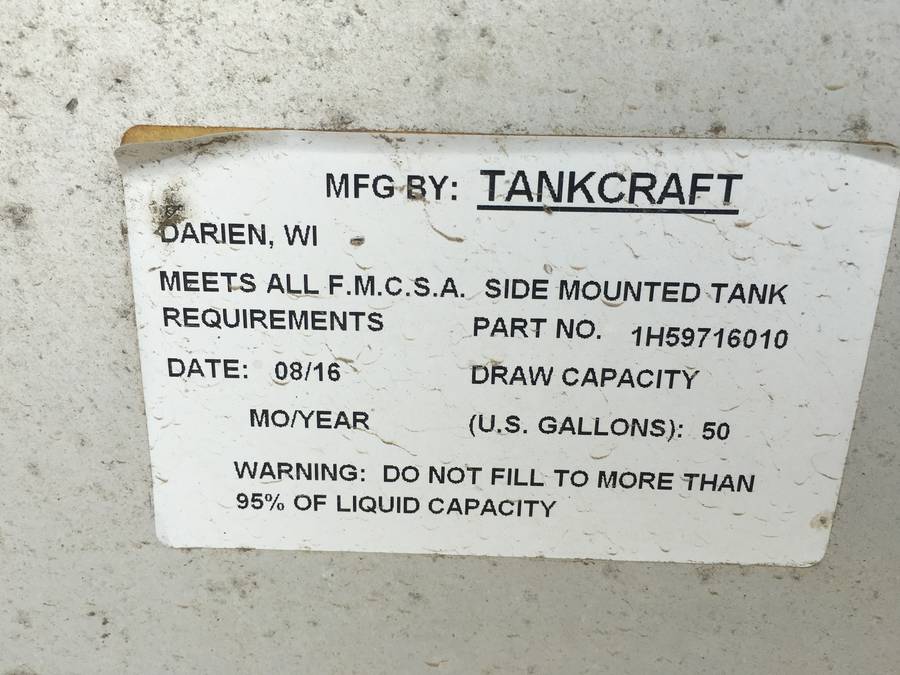 MFG BY: TANKCRAFT
DARIEN, WI
MEETS ALL F.M.C.S.A. SIDE MOUNTED TANK
REQUIREMENTS PART NO. 1H59716010
DATE: 08/16 DRAW CAPACITY
MO/YEAR (U.S. GALLONS): 50
WARNING: DO NOT FILL TO MORE THAN
95% OF LIQUID CAPACITY